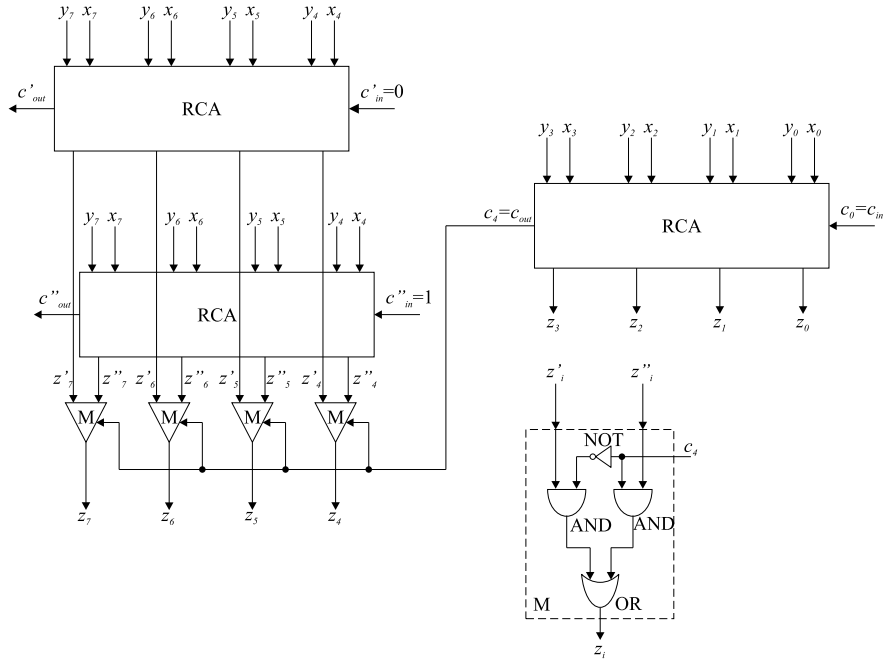 y7 x7 y6 x6 y5 x5 y4 x4
c'out RCA c'in=0
y3 x3 y2 x2 y1 x1 y0 x0
y7 x7 y6 x6 y5 x5 y4 x4
c4=cout RCA c0=cin
c''out RCA c''in=1
z3 z2 z1 z0
z'7 z''7 z'6 z''6 z'5 z''5 z'4 z''4
z'i z''i
M M M M
NOT
c4
z7 z6 z5 z4
AND AND
M OR
zi